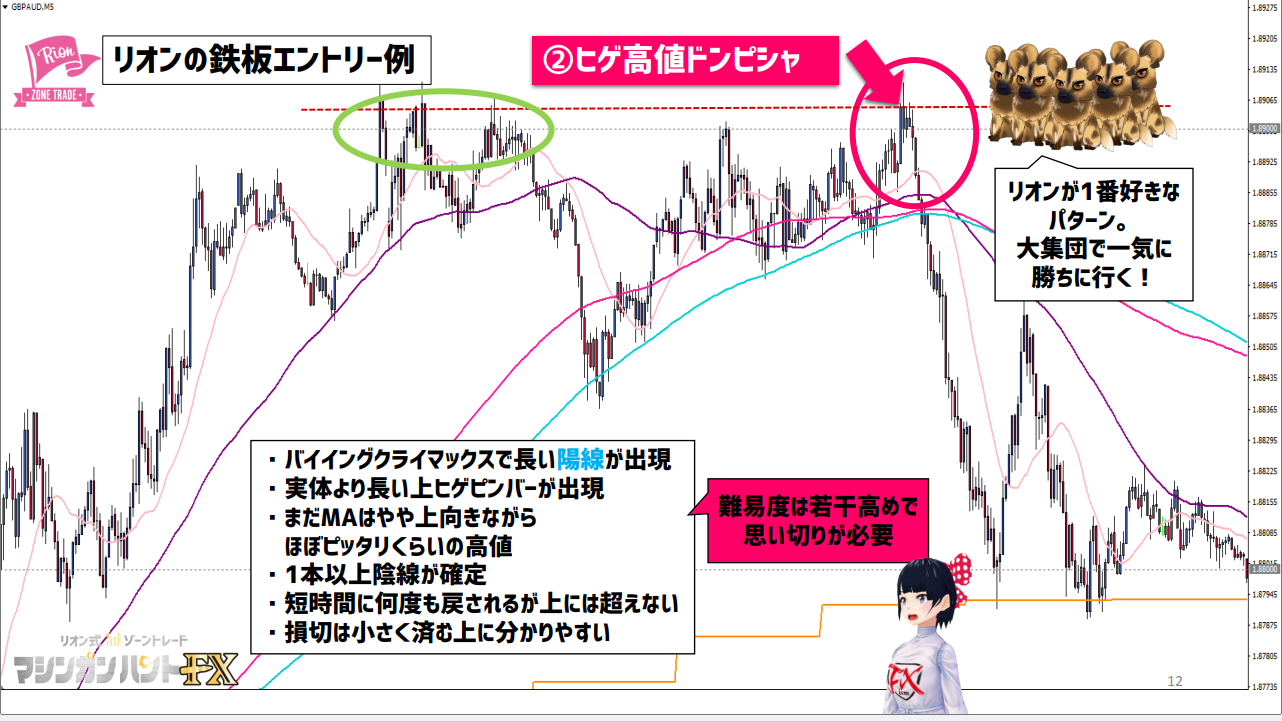 GBPAUD,M5
Rion
ZONE TRADE
リオンの鉄板エントリー例
②ヒゲ高値ドンピシャ
リオンが1番好きな
パターン。
大集団で一気に
勝ちに行く！
・バイイングクライマックスで長い陽線が出現
・実体より長い上ヒゲピンバーが出現
・まだMAはやや上向きながら
ほぼピッタリくらいの高値
・1本以上陰線が確定
・短時間に何度も戻されるが上には超えない
・損切は小さく済む上に分かりやすい
難易度は若干高めで
思い切りが必要
リオン式 ゾーントレード
マシンガンハントFX
FX
12
1.89275
1.89205
1.89135
1.89065
1.89000
1.88925
1.88855
1.88785
1.88715
1.88645
1.88575
1.88505
1.88435
1.88365
1.88295
1.88225
1.88155
1.88085
1.88015
1.88000
1.87945
1.87875
1.87805
1.87735